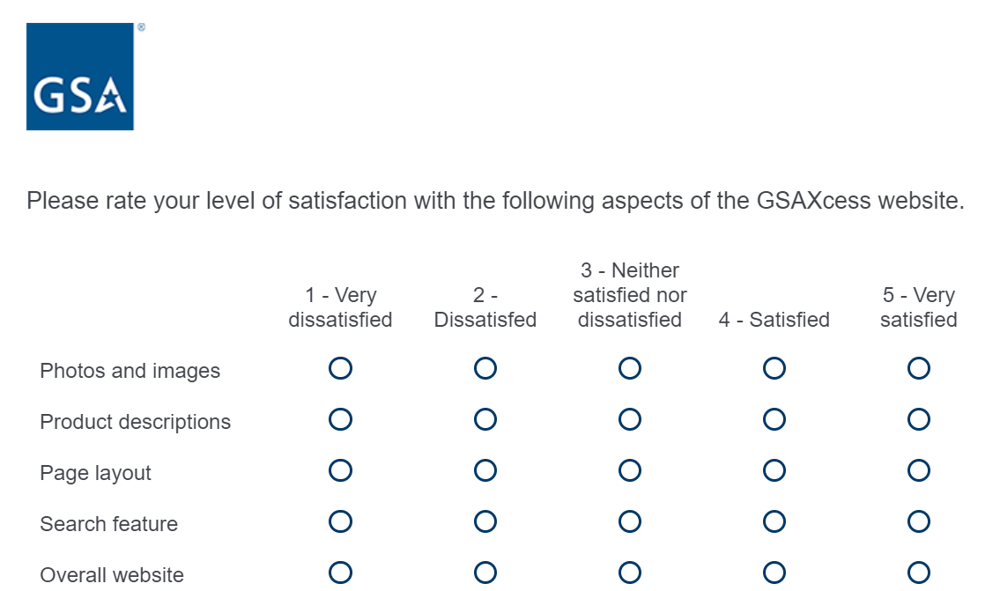 ®
GSA
Please rate your level of satisfaction with the following aspects of the GSAXcess website.
1 - Very dissatisfied
2 - Dissatisfed
3 - Neither satisfied nor dissatisfied
4 - Satisfied
5 - Very satisfied
Photos and images
Product descriptions
Page layout
Search feature
Overall website